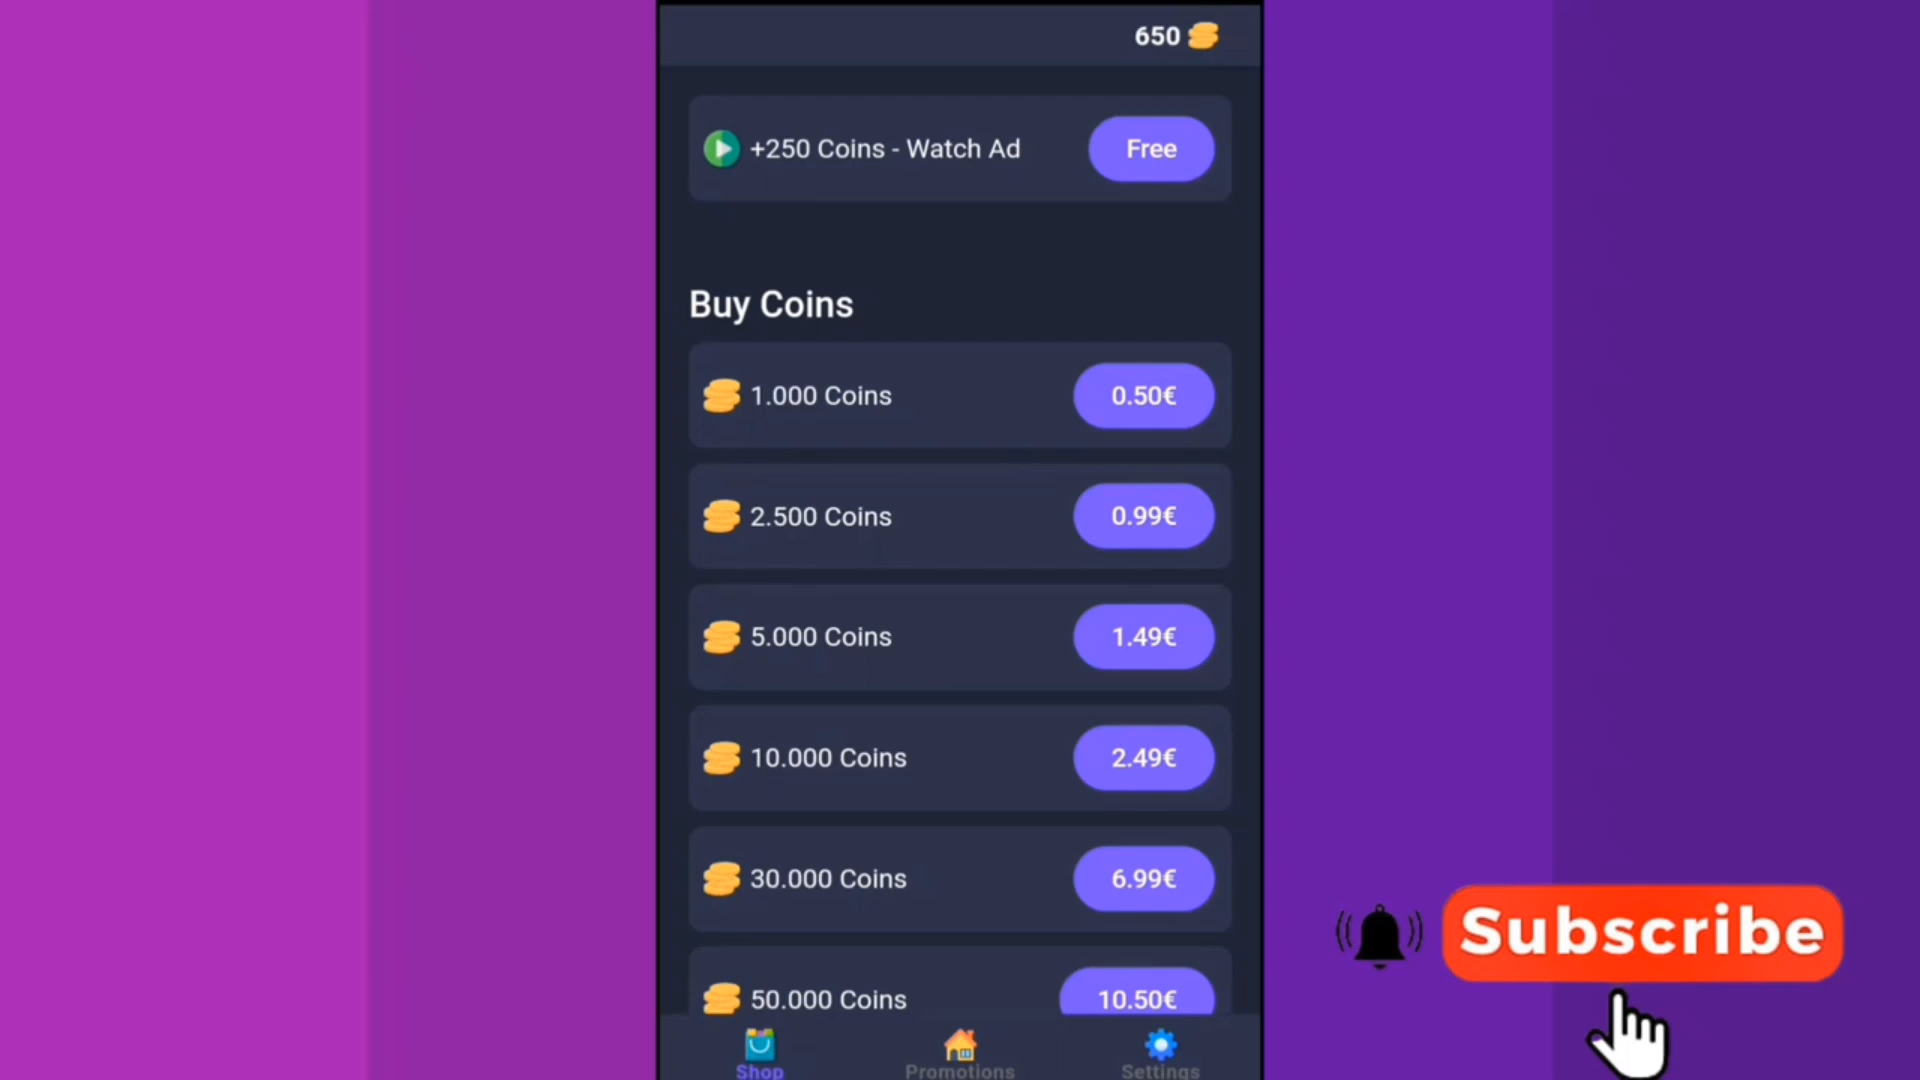 650
+250 Coins - Watch Ad
Free
Buy Coins
1.000 Coins
0.50€
2.500 Coins
0.99€
5.000 Coins
1.49€
10.000 Coins
2.49€
30.000 Coins
6.99€
50.000 Coins
10.50€
Subscribe
Shop
Promotions
Settings